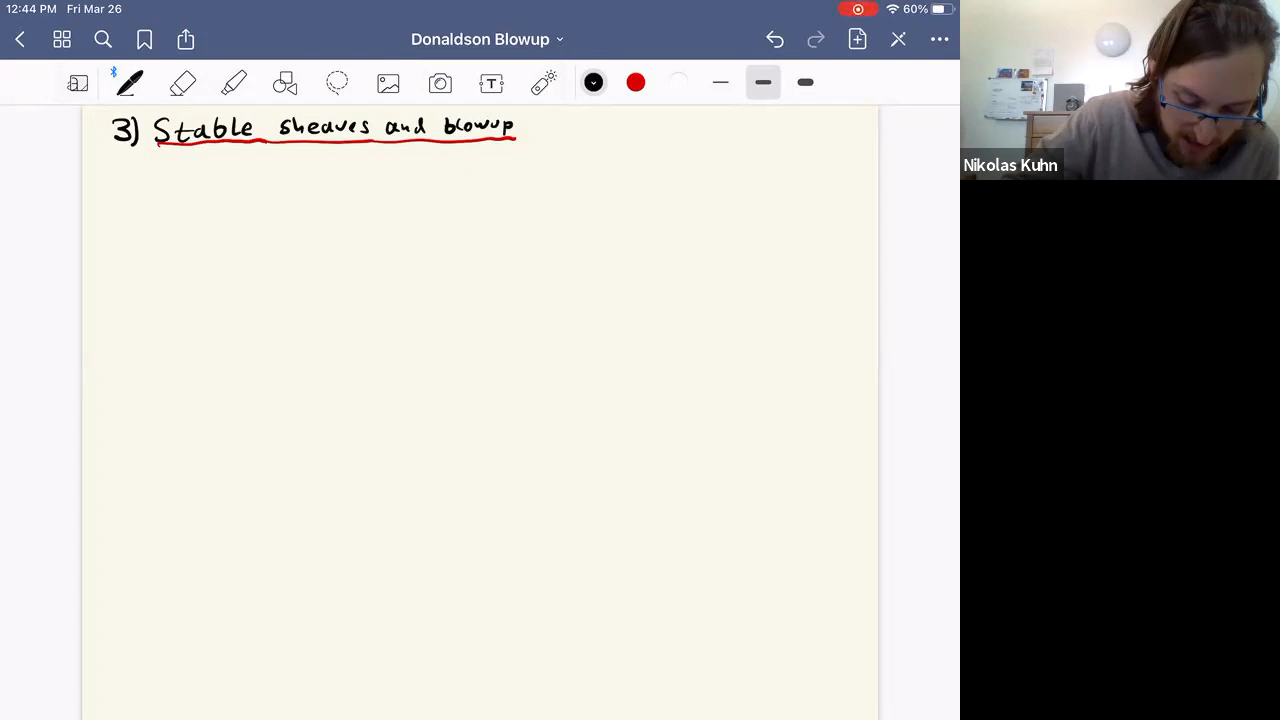 12:44 PM Fri Mar 26
60%
Donaldson Blowup
T
3) Stable sheaves and blowup
Nikolas Kuhn